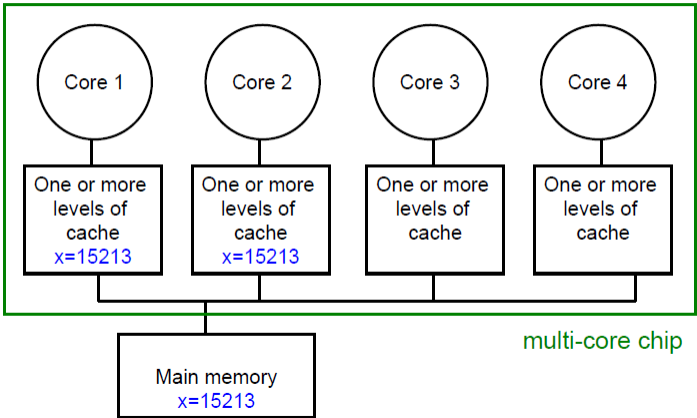 Core 1
Core 2
Core 3
Core 4
One or more
levels of
cache
x=15213
One or more
levels of
cache
x=15213
One or more
levels of
cache
One or more
levels of
cache
multi-core chip
Main memory
x=15213